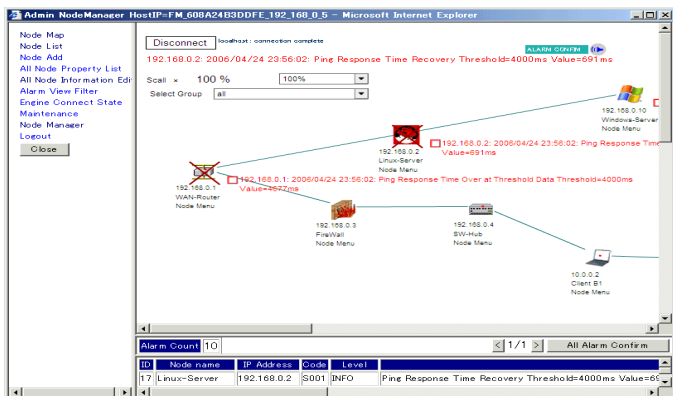 Admin NodeManager HostIP=FM_608A24B3DDFE_192_168_0_5 - Microsoft Internet Explorer
Node Map
Node List
Node Add
All Node Property List
All Node Information Edi
Alarm View Filter
Engine Connect State
Maintenance
Node Manager
Logout
Close
Disconnect localhost : connection complete
ALARM CONFIM
192.168.0.2: 2006/04/24 23:56:02: Ping Response Time Recovery Threshold=4000ms Value=691ms
Scall × 100 % 100%
Select Group all
192.168.0.10
Windows-Server
Node Menu
192.168.0.2
Linux-Server
Node Menu
192.168.0.2: 2006/04/24 23:56:02: Ping Response Time
Value=691ms
192.168.0.1
WAN-Router
Node Menu
192.168.0.1: 2006/04/24 23:56:02: Ping Response Time Over at Threshold Data Threshold=4000ms
Value=4677ms
192.168.0.3
FireWall
Node Menu
192.168.0.4
SW-Hub
Node Menu
10.0.0.2
Client B1
Node Menu
Alarm Count 10 < 1/1 > All Alarm Confirm
ID Node name IP Address Code Level
17 Linux-Server 192.168.0.2 S001 INFO Ping Response Time Recovery Threshold=4000ms Value=69